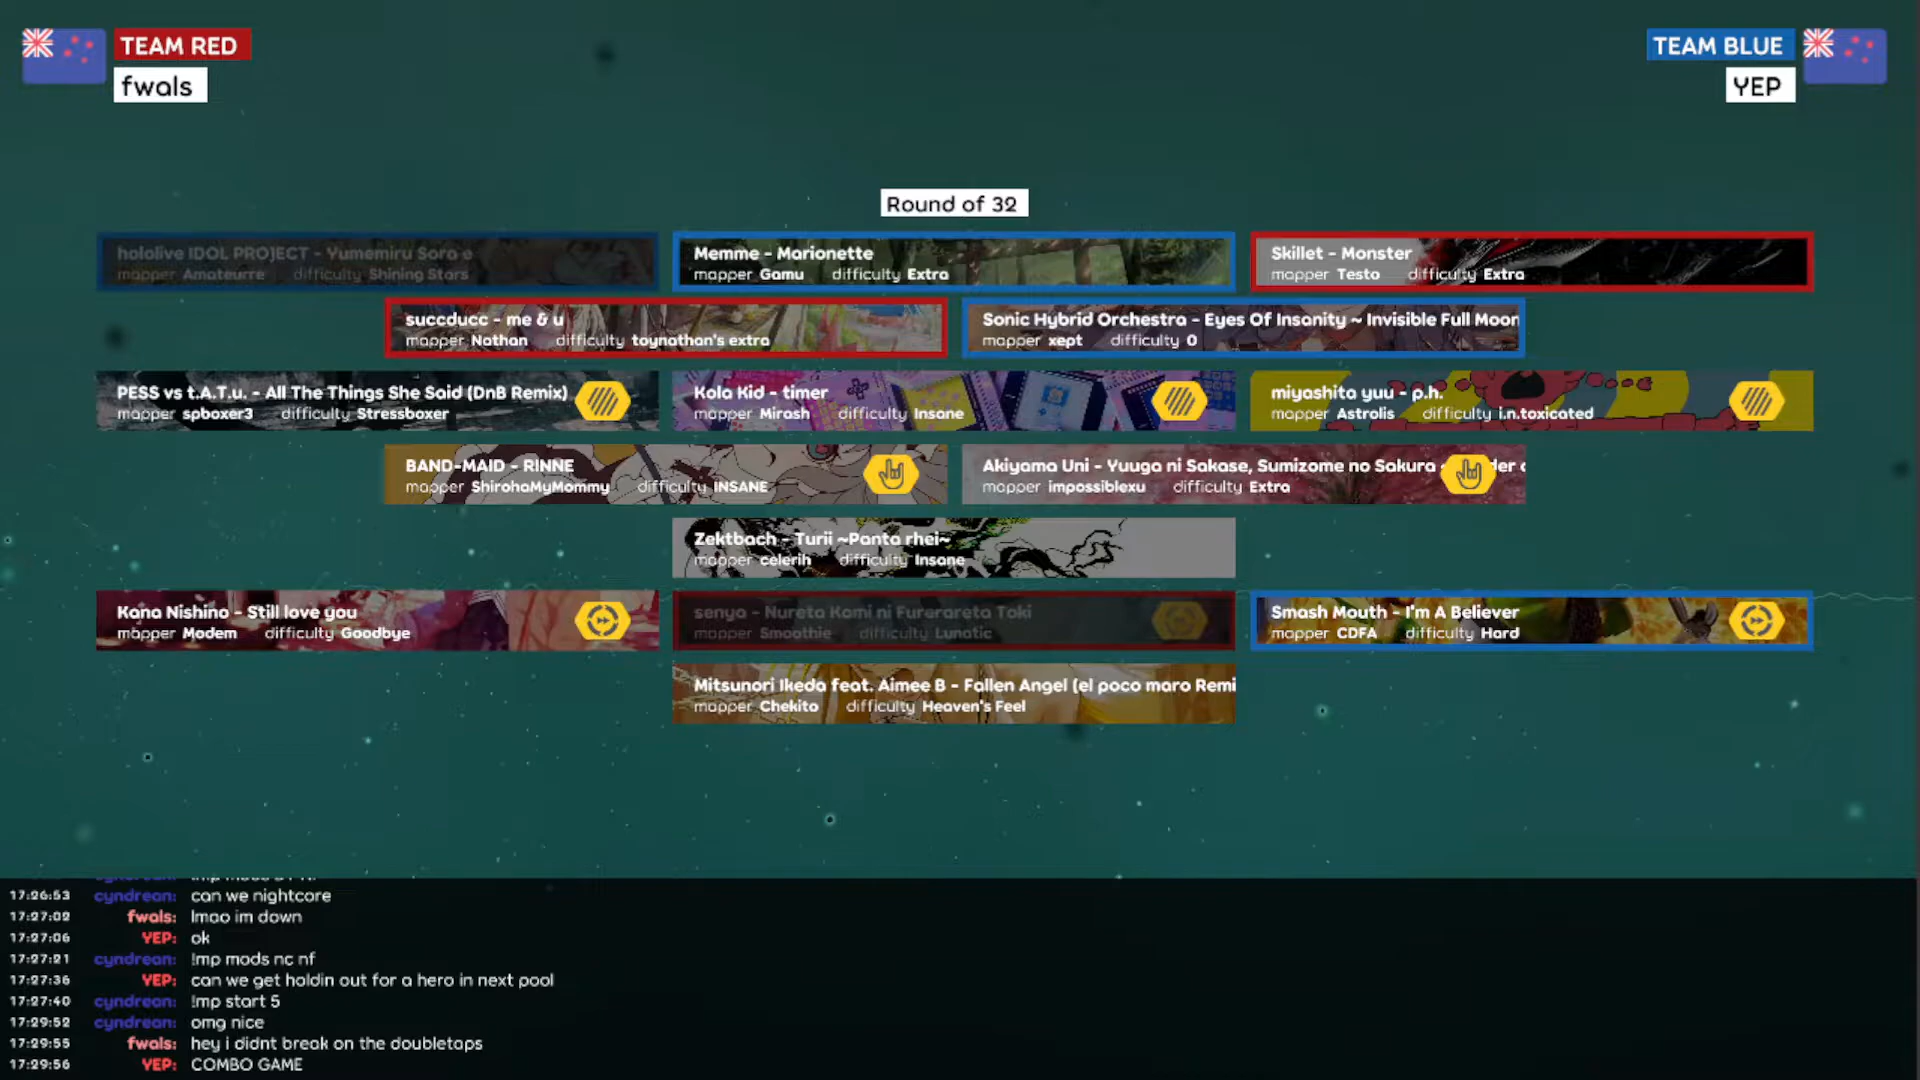 TEAM RED
fwals
TEAM BLUE
YEP
Round of 32
hololive IDOL PROJECT - Yumemiru Sora e
mapper Amateurre difficulty Shining Stars
Memme - Marionette
mapper Gamu difficulty Extra
Skillet - Monster
mapper Testo difficulty Extra
succducc - me & u
mapper Nathan difficulty toynathan's extra
Sonic Hybrid Orchestra - Eyes Of Insanity ~ Invisible Full Moon
mapper xept difficulty 0
PESS vs t.A.T.u. - All The Things She Said (DnB Remix)
mapper spboxer3 difficulty Stressboxer
Kola Kid - timer
mapper Mirash difficulty Insane
miyashita yuu - p.h.
mapper Astrolis difficulty i.n.toxicated
BAND-MAID - RINNE
mapper ShirohaMyMommy difficulty INSANE
Akiyama Uni - Yuuga ni Sakase, Sumizome no Sakura
mapper impossiblexu difficulty Extra
Zektbach - Turii ~Panta rhei~
mapper celerih difficulty Insane
Kana Nishino - Still love you
mapper Modem difficulty Goodbye
senya - Nureta Kami ni Furerareta Toki
mapper Smoothie difficulty Lunatic
Smash Mouth - I'm A Believer
mapper CDFA difficulty Hard
Mitsunori Ikeda feat. Aimee B - Fallen Angel (el poco maro Remi
mapper Chekito difficulty Heaven's Feel
17:26:53 cyndrean: can we nightcore
17:27:02 fwals: lmao im down
17:27:06 YEP: ok
17:27:21 cyndrean: !mp mods nc nf
17:27:36 YEP: can we get holdin out for a hero in next pool
17:27:40 cyndrean: !mp start 5
17:29:52 cyndrean: omg nice
17:29:55 fwals: hey i didnt break on the doubletaps
17:29:56 YEP: COMBO GAME